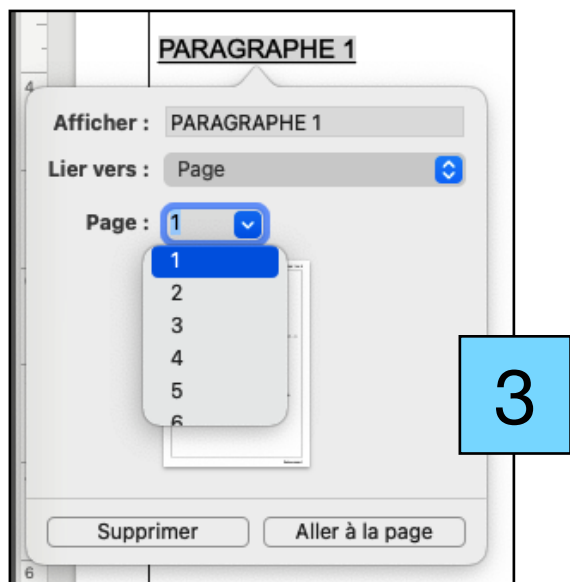 PARAGRAPHE 1
4
Afficher : PARAGRAPHE 1
Lier vers : Page
Page : 1
1
2
3
4
5
6
3
Supprimer Aller à la page
6